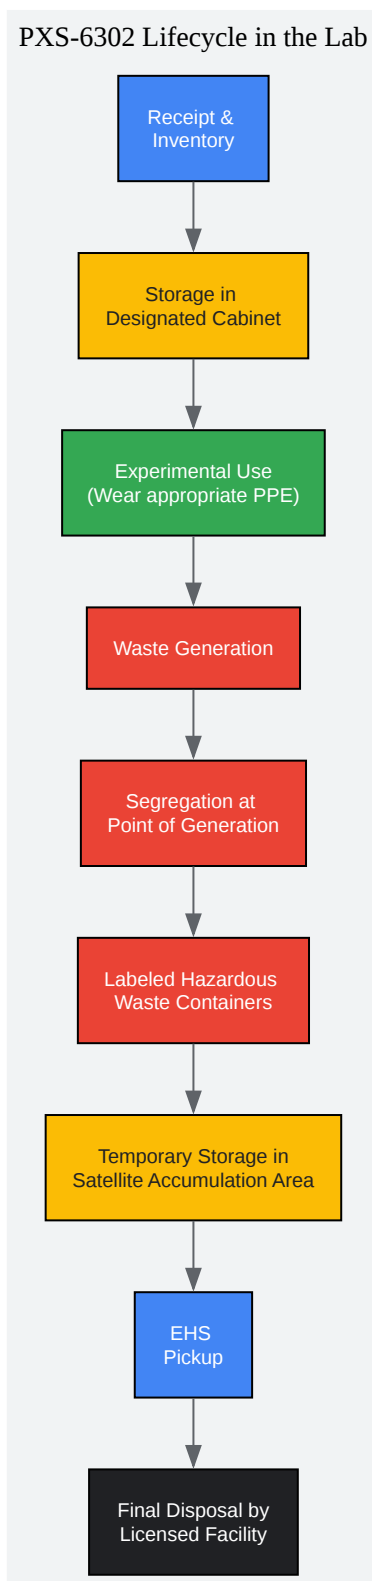 PXS-6302 Lifecycle in the Lab
Receipt &
Inventory
Storage in
Designated Cabinet
Experimental Use
(Wear appropriate PPE)
Waste Generation
Segregation at
Point of Generation
Labeled Hazardous
Waste Containers
Temporary Storage in
Satellite Accumulation Area
EHS
Pickup
Final Disposal by
Licensed Facility